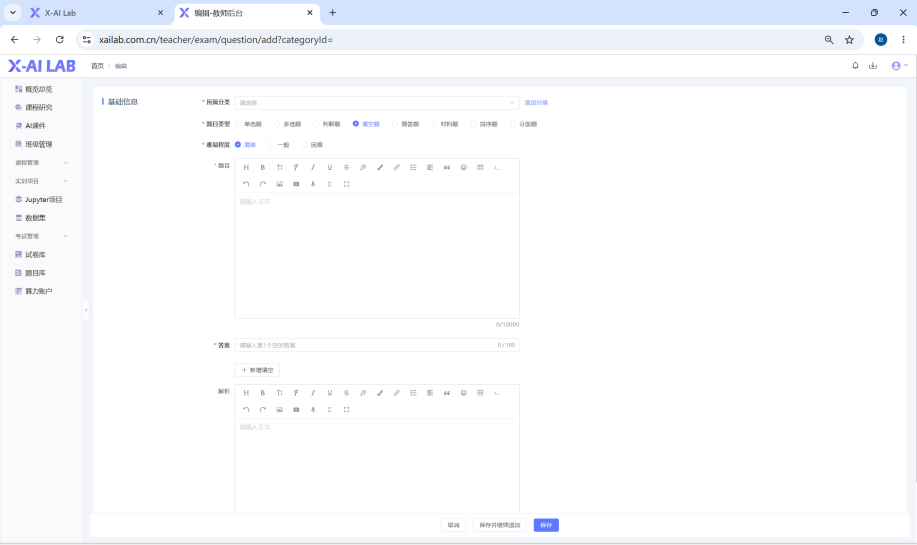 X-AI Lab
编辑-教师后台
xailab.com.cn/teacher/exam/question/add?categoryId=
X-AI LAB
首页 / 编辑
概览总览
课程研究
AI课件
班级管理
课程管理
实训项目
Jupyter项目
数据集
考试管理
试卷库
题目库
算力账户
基础信息
* 所属分类 请选择 添加分类
* 题目类型 单选题 多选题 判断题 填空题 简答题 材料题 排序题 分类题
* 难易程度 简单 一般 困难
* 题目
请输入正文
0/10000
* 答案 请输入第1个空的答案 0 / 100
+ 新增填空
解析
请输入正文
取消 保存并继续添加 保存